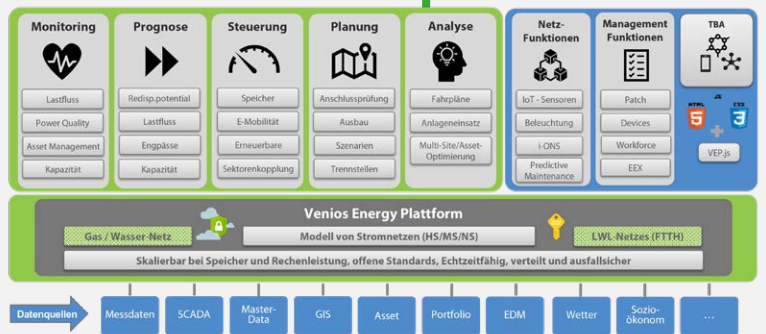 Monitoring
Lastfluss
Power Quality
Asset Management
Kapazität
Prognose
Redisp.potential
Lastfluss
Engpässe
Kapazität
Steuerung
Speicher
E-Mobilität
Erneuerbare
Sektorenkopplung
Planung
Anschlussprüfung
Ausbau
Szenarien
Trennstellen
Analyse
Fahrpläne
Anlageneinsatz
Multi-Site/Asset-
Optimierung
Netz-
Funktionen
IoT - Sensoren
Beleuchtung
i-ONS
Predictive
Maintenance
Management
Funktionen
Patch
Devices
Workforce
EEX
TBA
JS
HTML
CSS
5
3
VEP.js
Venios Energy Plattform
Gas / Wasser-Netz
Modell von Stromnetzen (HS/MS/NS)
LWL-Netzes (FTTH)
Skalierbar bei Speicher und Rechenleistung, offene Standards, Echtzeitfähig, verteilt und ausfallsicher
Datenquellen
Messdaten
SCADA
Master-
Data
GIS
Asset
Portfolio
EDM
Wetter
Sozio-
ökonom
...